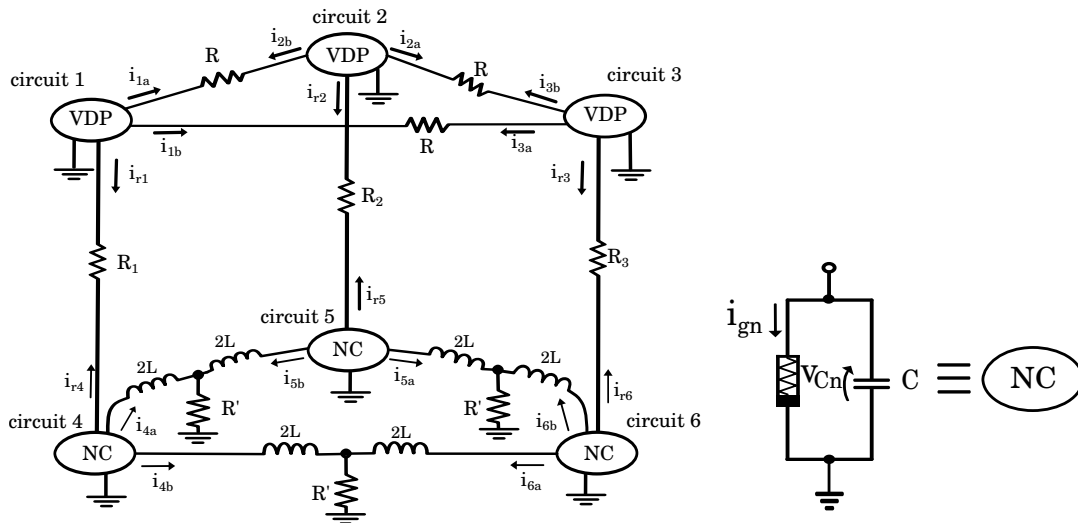 circuit 2
i2b
i2a
VDP
R
R
circuit 1
circuit 3
i1a
i3b
ir2
VDP
VDP
i1b
R
i3a
ir1
ir3
R2
R1
R3
ir5
circuit 5
ign
2L
NC
2L
2L
2L
vCn
C
NC
i5b
i5a
ir4
ir6
R'
R'
circuit 4
i4a
i6b
circuit 6
NC
2L
2L
NC
i4b
i6a
R'